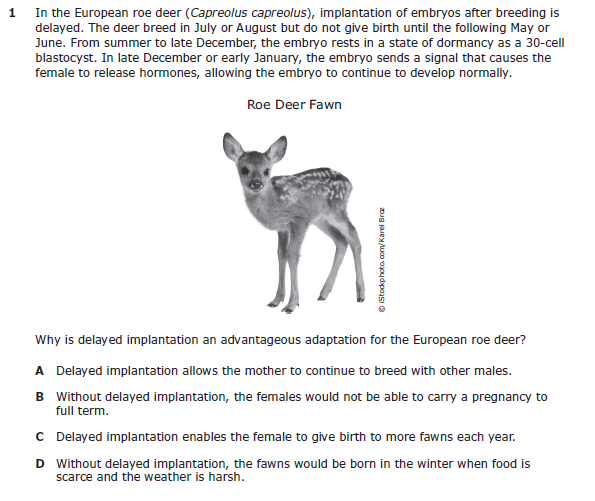 1 In the European roe deer (Capreolus capreolus), implantation of embryos after breeding is
delayed. The deer breed in July or August but do not give birth until the following May or
June. From summer to late December, the embryo rests in a state of dormancy as a 30-cell
blastocyst. In late December or early January, the embryo sends a signal that causes the
female to release hormones, allowing the embryo to continue to develop normally.
Roe Deer Fawn
© iStockphoto.com/Karel Broz
Why is delayed implantation an advantageous adaptation for the European roe deer?
A Delayed implantation allows the mother to continue to breed with other males.
B Without delayed implantation, the females would not be able to carry a pregnancy to
full term.
C Delayed implantation enables the female to give birth to more fawns each year.
D Without delayed implantation, the fawns would be born in the winter when food is
scarce and the weather is harsh.